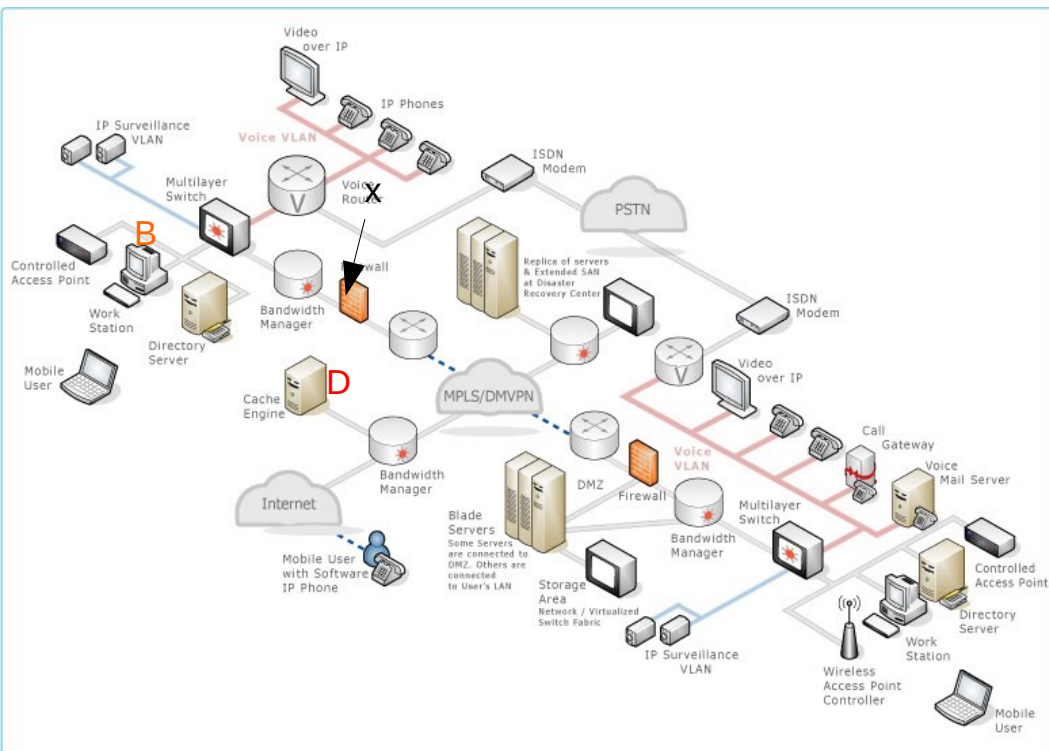 Video
over IP
IP Phones
IP Surveillance
VLAN
Voice VLAN
ISDN
Modem
Multilayer
Switch
Voice
Router
X
V
PSTN
B
Controlled
Access Point
Work
Station
Directory
Server
Mobile
User
Bandwidth
Manager
Replica of servers
& Extended SAN
at Disaster
Recovery Center
ISDN
Modem
V
Video
over IP
Cache
Engine
D
MPLS/DMVPN
Bandwidth
Manager
Internet
Mobile User
with Software
IP Phone
Voice
VLAN
Call
Gateway
Voice
Mail Server
DMZ
Firewall
Blade
Servers
Some Servers
are connected to
DMZ. Others are
connected
to User's LAN
Bandwidth
Manager
Multilayer
Switch
Storage
Area
Network / Virtualized
Switch Fabric
Controlled
Access Point
Directory
Server
Work
Station
IP Surveillance
VLAN
Wireless
Access Point
Controller
Mobile
User